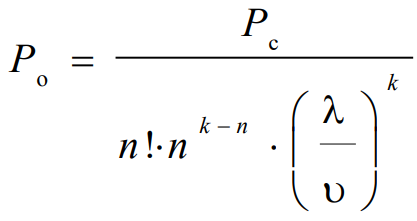 P_o = P_c / (n!·n^{k – n} · (λ / υ)^k)